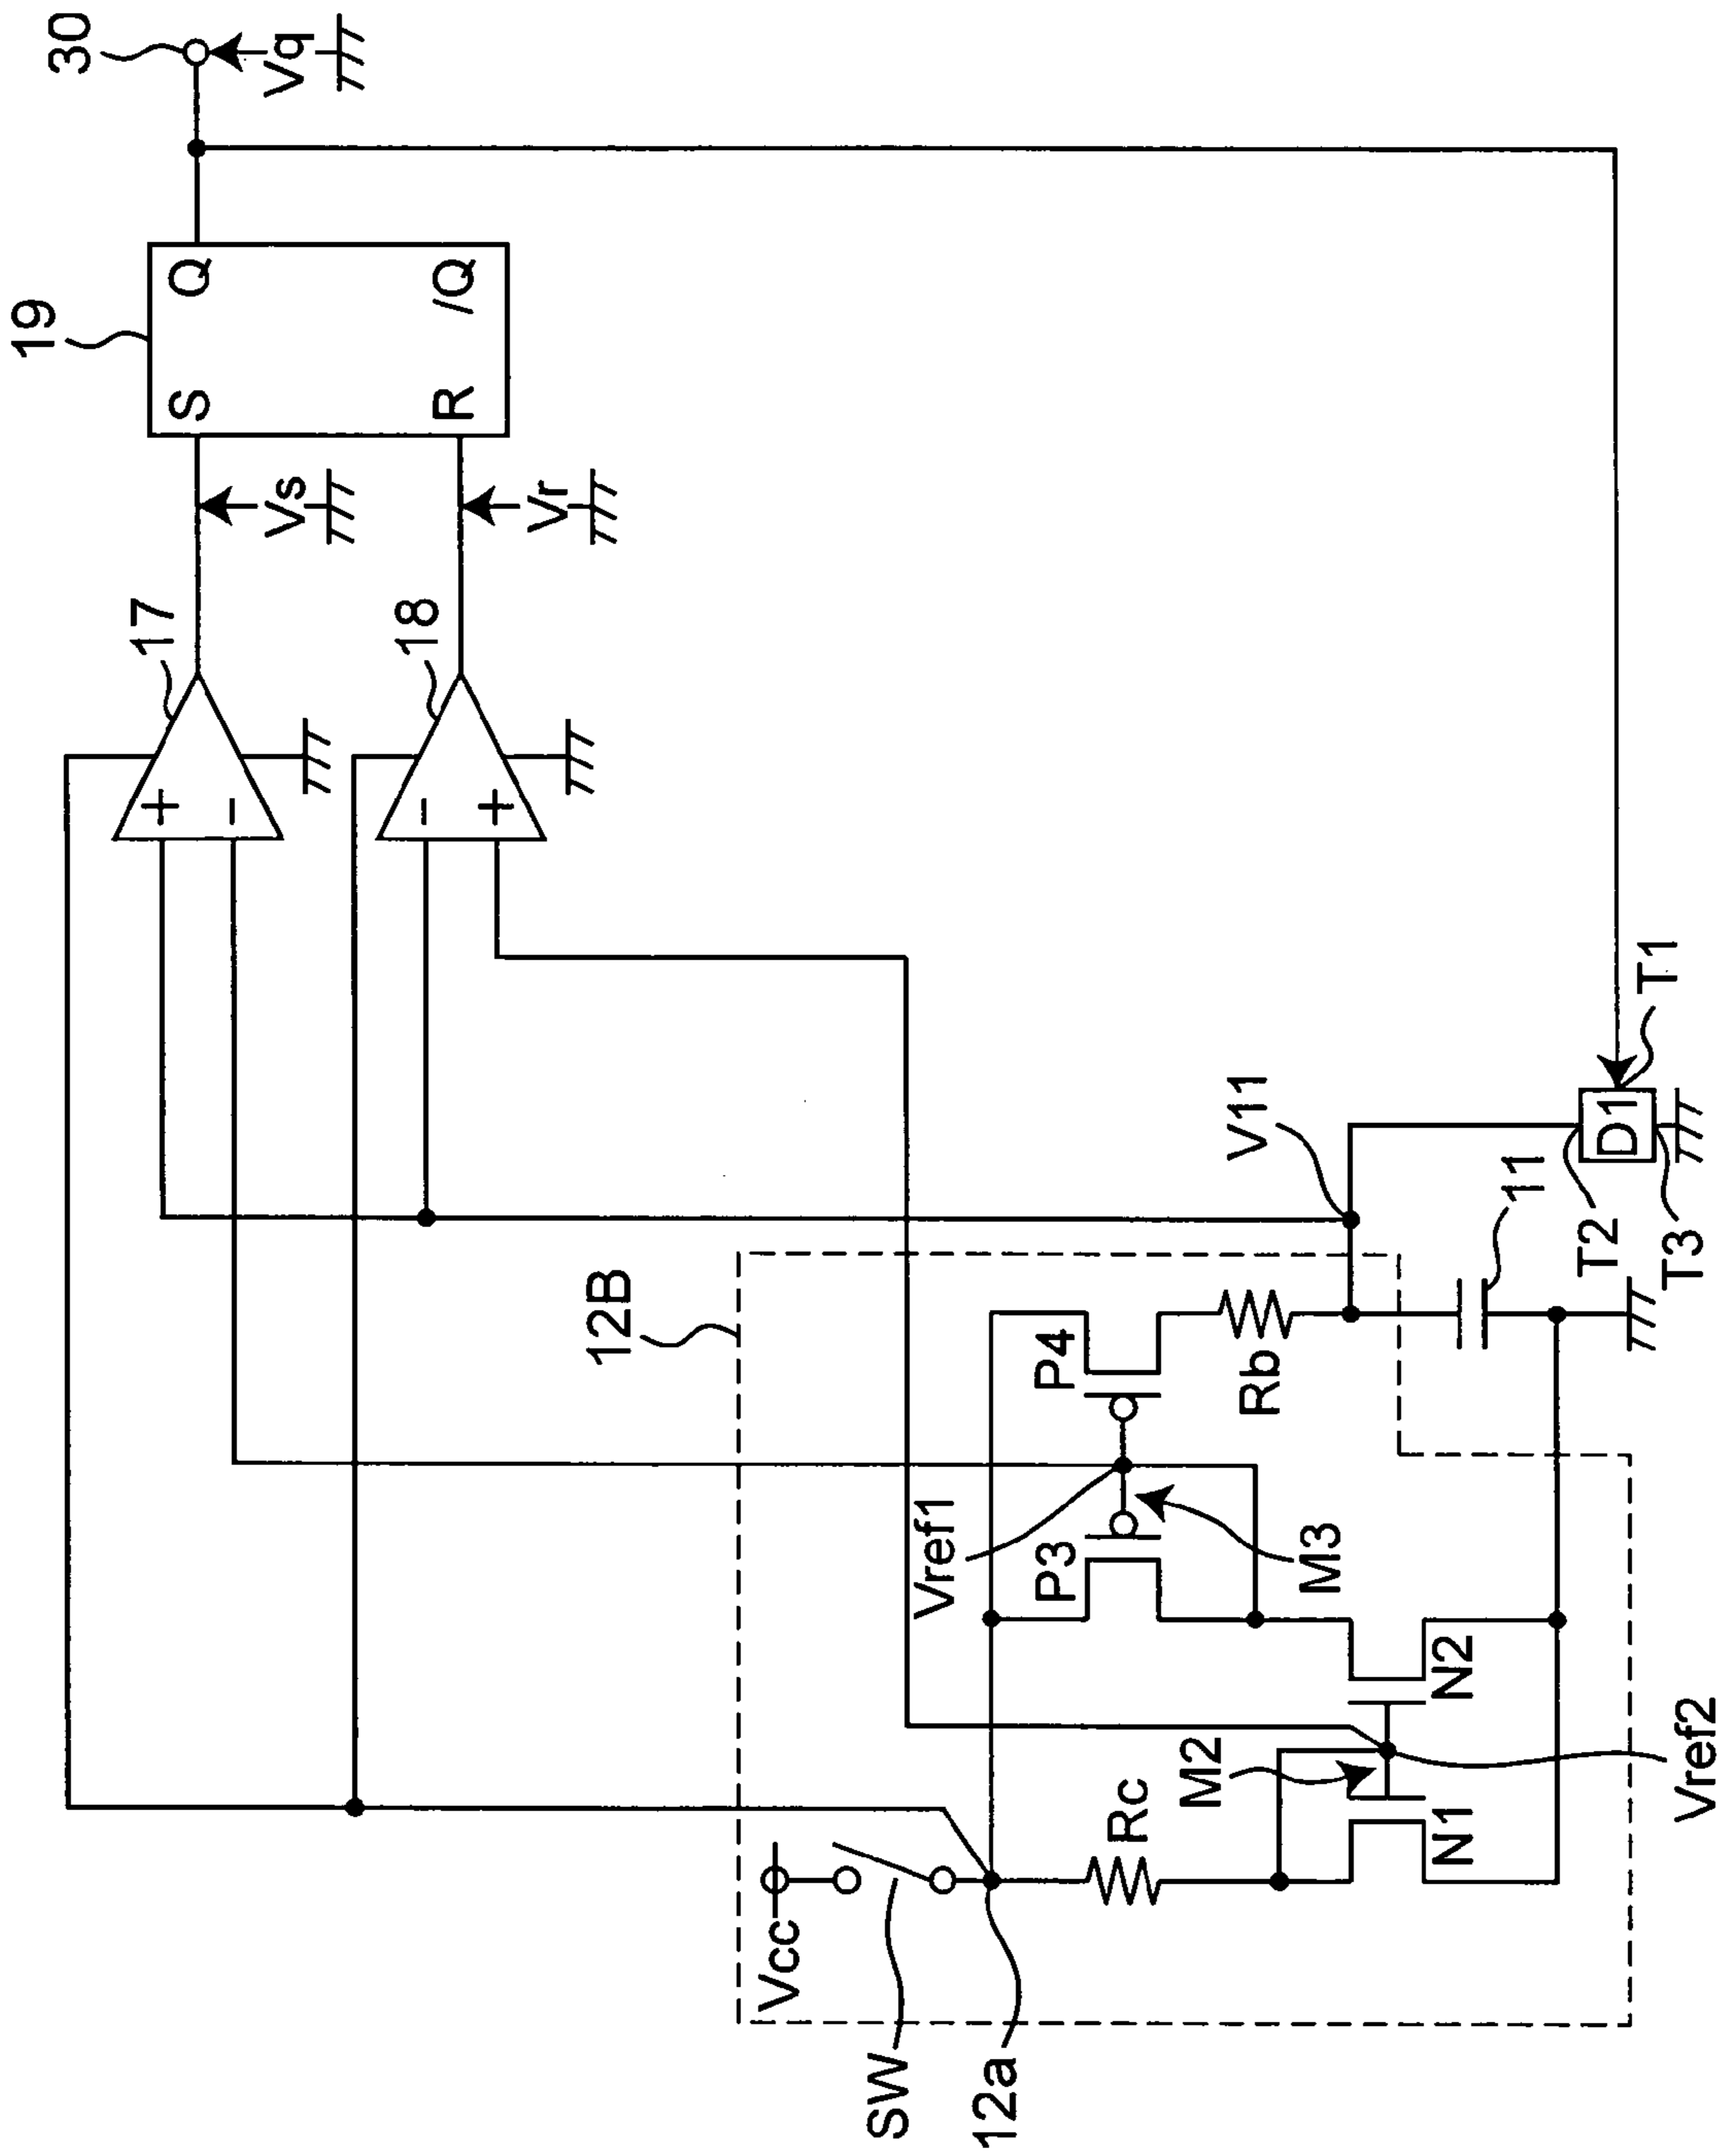 30
Vq
19
S
Q
R
/Q
Vs
Vr
17
+
-
18
-
+
12B
V11
T1
D1
T2
T3
11
P4
Rb
Vref1
P3
M3
N2
M2
Vref2
Rc
N1
Vcc
SW
12a